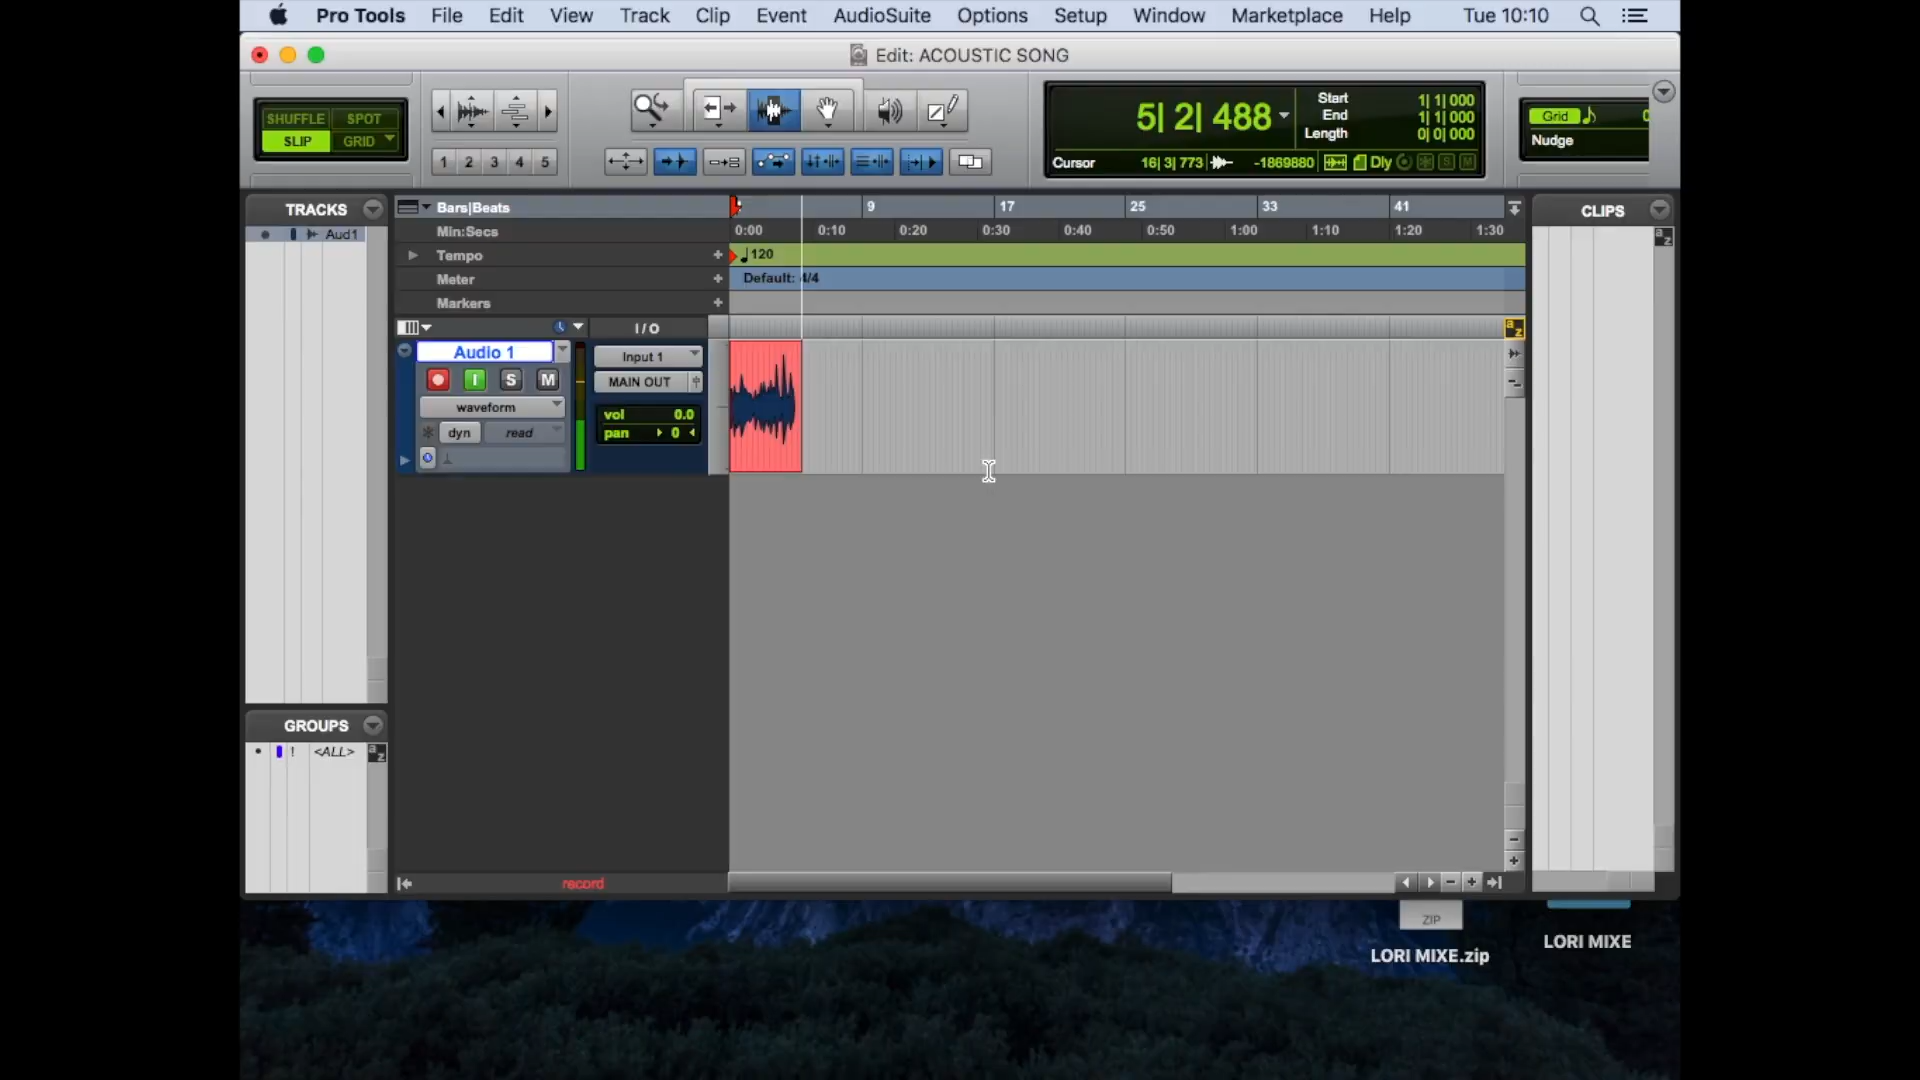 Pro Tools File Edit View Track Clip Event AudioSuite Options Setup Window Marketplace Help Tue 10:10
Edit: ACOUSTIC SONG
SHUFFLE SPOT
SLIP GRID
1 2 3 4 5
5| 2| 488
Start 1| 1| 000
End 1| 1| 000
Length 0| 0| 000
Cursor 16| 3| 773 -1869880 Dly S M
Grid 0
Nudge
TRACKS
Aud1
Bars|Beats 9 17 25 33 41
Min:Secs 0:00 0:10 0:20 0:30 0:40 0:50 1:00 1:10 1:20 1:30
Tempo 120
Meter Default: 4/4
Markers
I / O
CLIPS
a z
a z
Audio 1
Input 1
I S M
MAIN OUT
waveform
vol 0.0
dyn read
pan 0
GROUPS
! <ALL>
a z
record
ZIP
LORI MIXE.zip
LORI MIXE